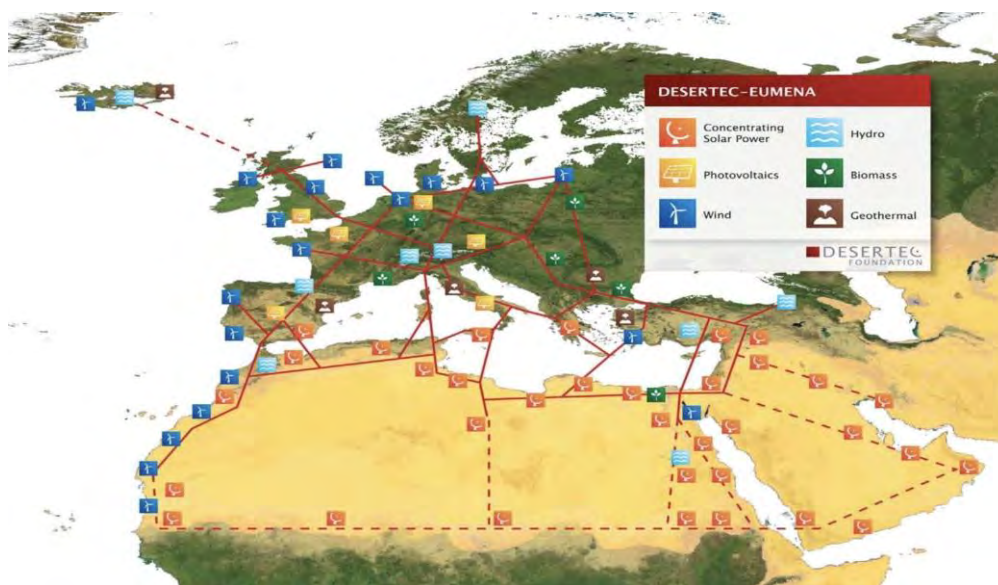 DESERTEC-EUMENA
Concentrating
Solar Power
Hydro
Photovoltaics
Biomass
Wind
Geothermal
DESERTEC
FOUNDATION